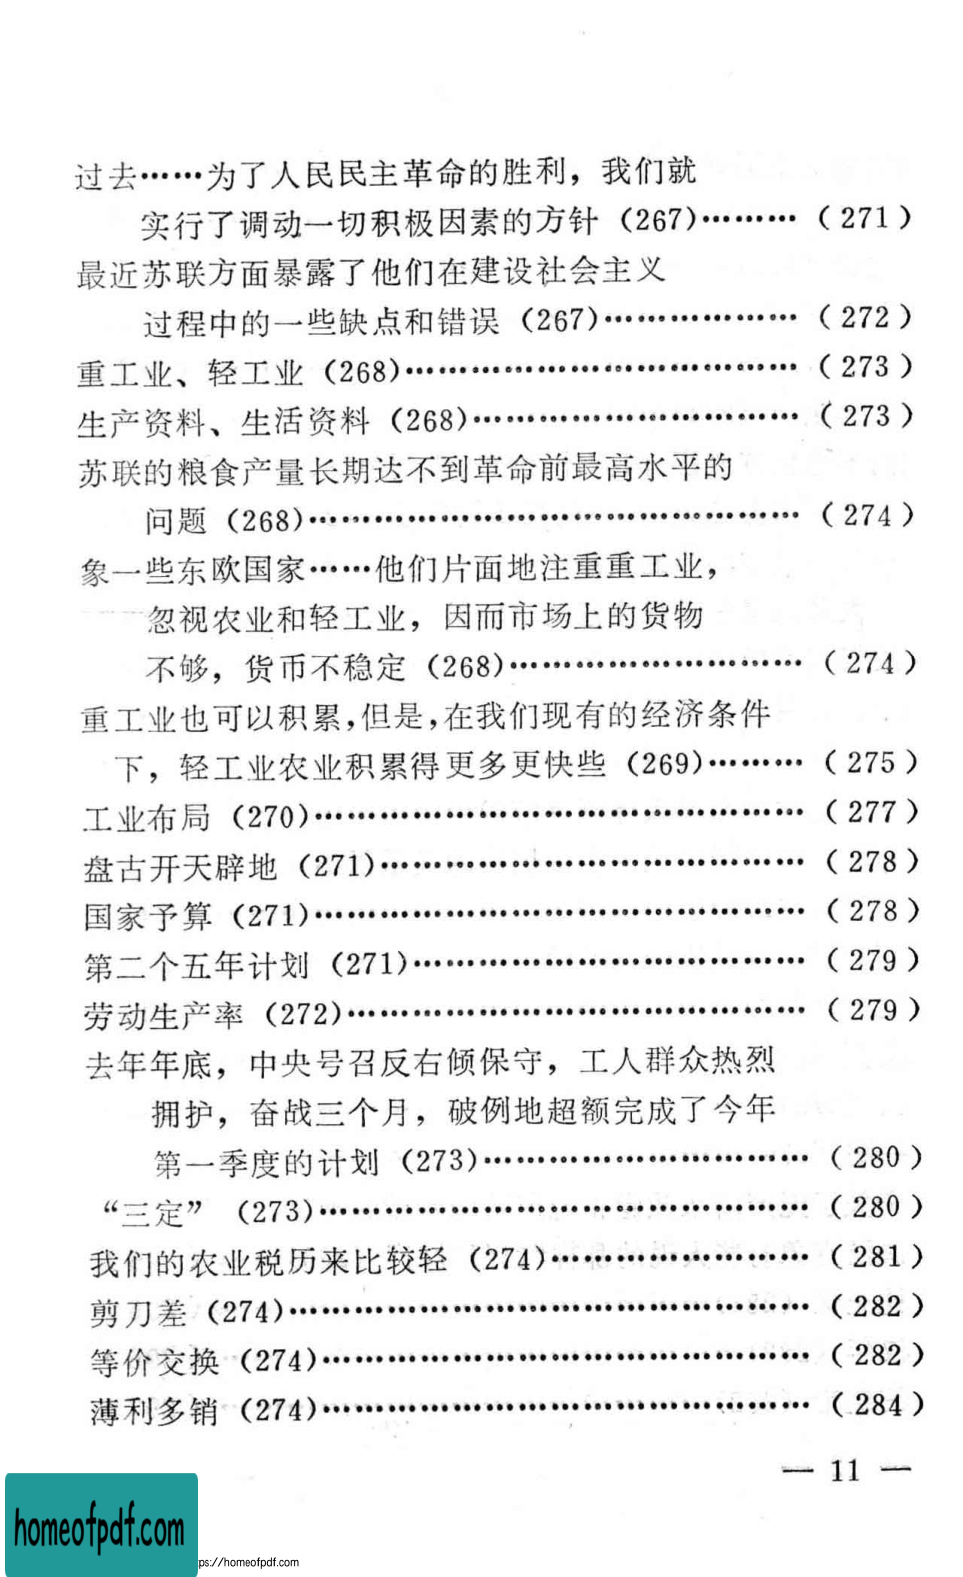 过去……为了人民民主革命的胜利，我们就
实行了调动一切积极因素的方针（267）………（271）
最近苏联方面暴露了他们在建设社会主义
过程中的一些缺点和错误（267）………………（272）
重工业、轻工业（268）………………………………（273）
生产资料、生活资料（268）…………………………（273）
苏联的粮食产量长期达不到革命前最高水平的
问题（268）………………………………………（274）
象一些东欧国家……他们片面地注重重工业，
忽视农业和轻工业，因而市场上的货物
不够，货币不稳定（268）………………………（274）
重工业也可以积累，但是，在我们现有的经济条件
下，轻工业农业积累得更多更快些（269）………（275）
工业布局（270）………………………………………（277）
盘古开天辟地（271）…………………………………（278）
国家予算（271）………………………………………（278）
第二个五年计划（271）………………………………（279）
劳动生产率（272）……………………………………（279）
去年年底，中央号召反右倾保守，工人群众热烈
拥护，奋战三个月，破例地超额完成了今年
第一季度的计划（273）…………………………（280）
“三定”（273）………………………………………（280）
我们的农业税历来比较轻（274）……………………（281）
剪刀差（274）…………………………………………（282）
等价交换（274）………………………………………（282）
薄利多销（274）………………………………………（284）
— 11 —
homeofpdf.com
ps://homeofpdf.com